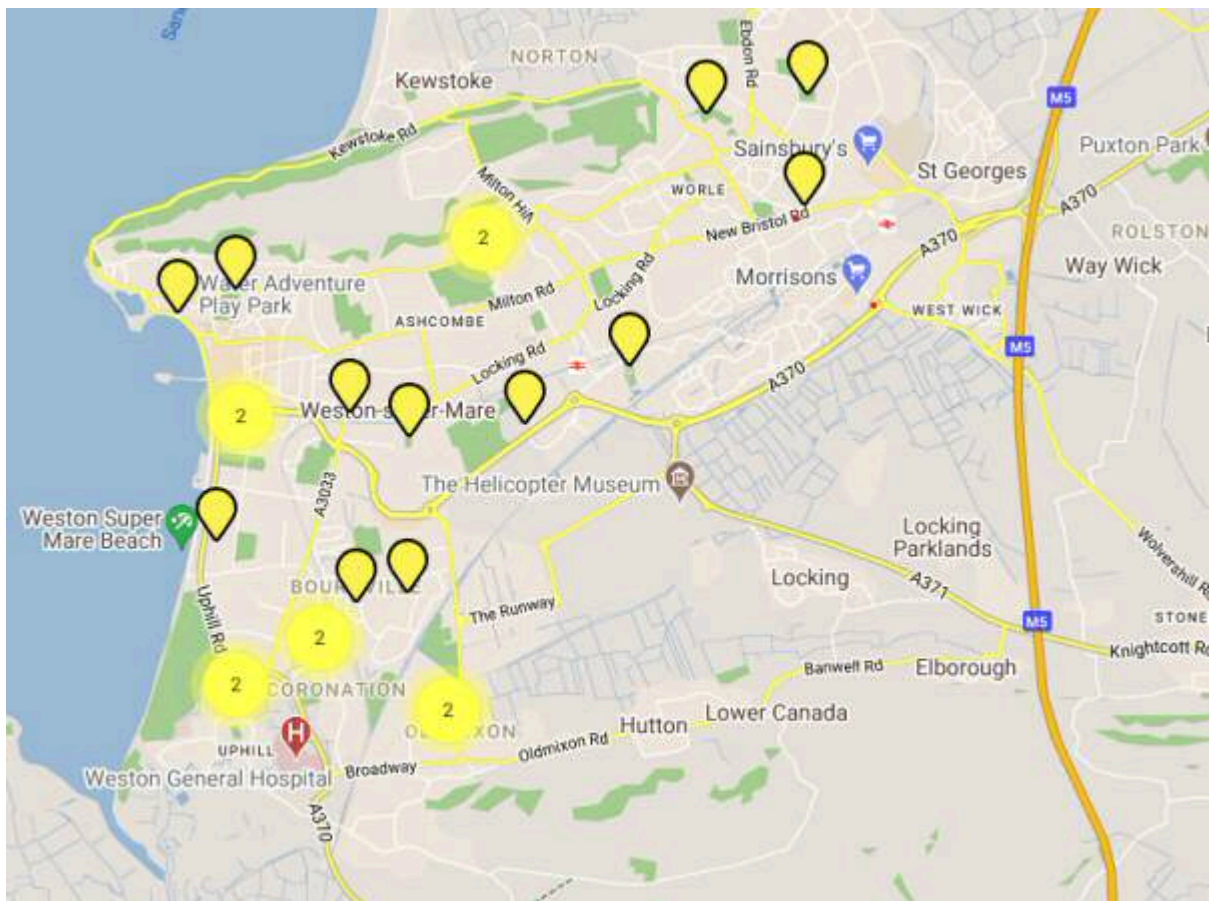 San
NORTON
Ebdon Rd
Kewstoke
M5
Kewstoke Rd
Sainsbury's
Puxton Park
St Georges
Milton Hill
WORLE
A370
New Bristol Rd
2
A370
ROLSTON
Way Wick
Water Adventure
Play Park
Locking Rd
Morrisons
Milton Rd
WEST WICK
ASHCOMBE
M5
Locking Rd
A370
2
Weston-super-Mare
The Helicopter Museum
A3033
Weston Super
Mare Beach
Locking
Parklands
Wolvershill Rd
Locking
A371
BOURNVILLE
The Runway
Uphill Rd
STONE
M5
2
Knightcott Rd
Banwell Rd
Elborough
2
CORONATION
2
Lower Canada
H
Hutton
OLDMIXON
UPHILL
Oldmixon Rd
Weston General Hospital
Broadway
A370